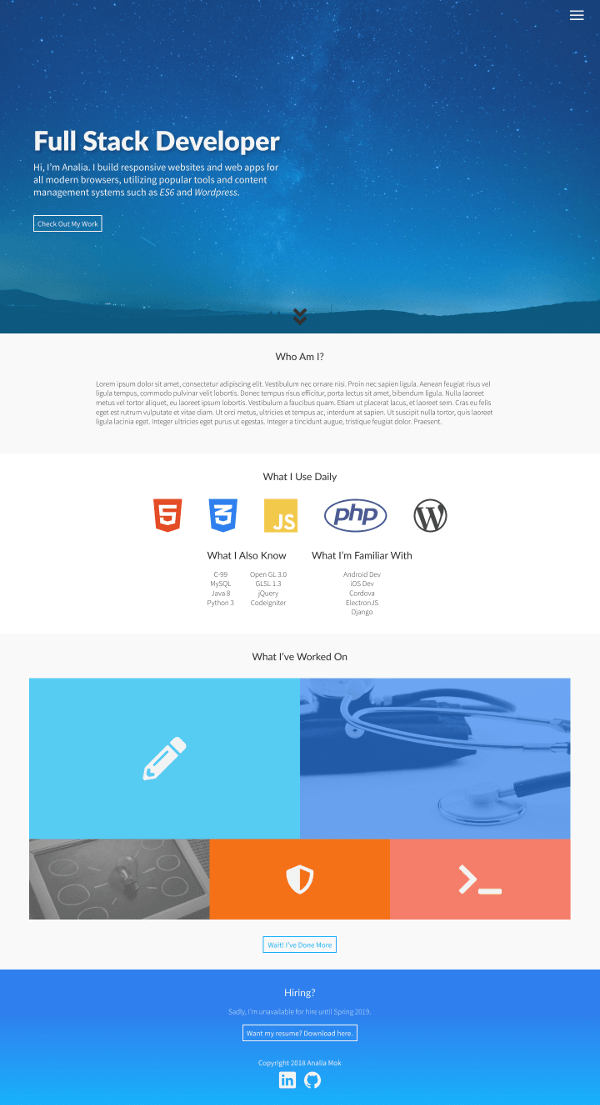 Full Stack Developer
Hi, I'm Analia. I build responsive websites and web apps for
all modern browsers, utilizing popular tools and content
management systems such as ES6 and Wordpress.
Check Out My Work
Who Am I?
Lorem ipsum dolor sit amet, consectetur adipiscing elit. Vestibulum nec ornare nisi. Proin nec sapien ligula. Aenean feugiat risus vel
ligula tempus, commodo pulvinar velit lobortis. Donec tempus risus efficitur, porta lectus sit amet, bibendum ligula. Nulla laoreet
metus vel tortor aliquet, eu laoreet ipsum lobortis. Vestibulum a faucibus quam. Etiam ut placerat lacus, et laoreet sem. Cras eu felis
eget est rutrum vulputate et vitae diam. Ut orci metus, ultricies et tempus ac, interdum at sapien. Ut suscipit nulla tortor, quis laoreet
ligula lacinia eget. Integer ultricies eget purus ut egestas. Integer a tincidunt augue, tristique feugiat dolor. Praesent.
What I Use Daily
5
3
JS
php
W
What I Also Know
C-99
MySQL
Java 8
Python 3
Open GL 3.0
GLSL 1.3
jQuery
CodeIgniter
What I'm Familiar With
Android Dev
iOS Dev
Cordova
ElectronJS
Django
What I've Worked On
Wait! I've Done More
Hiring?
Sadly, I'm unavailable for hire until Spring 2019.
Want my resume? Download here.
Copyright 2018 Analia Mok
in